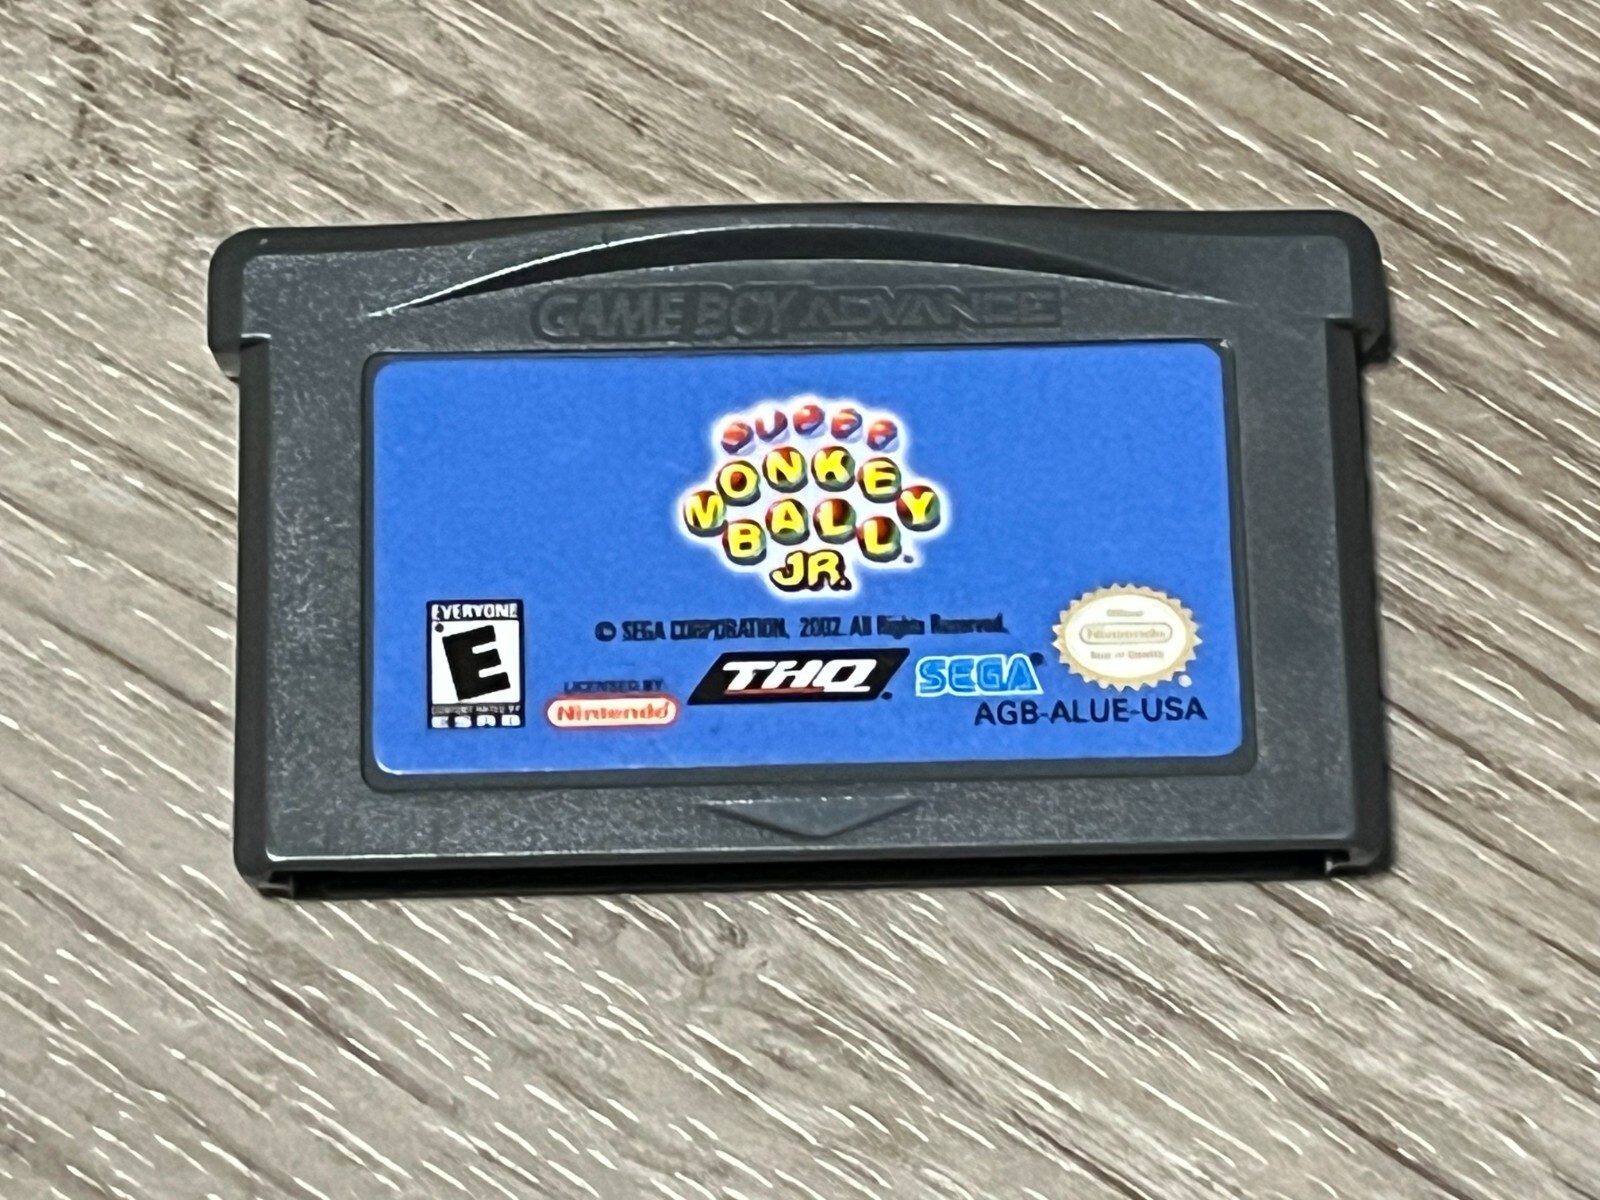 GAME BOY ADVANCE
SUPER
MONKEY
BALL
JR.
EVERYONE
E
ESRB
© SEGA CORPORATION, 2002. All Rights Reserved.
LICENSED BY
Nintendo
THQ
SEGA
Nintendo
AGB-ALUE-USA